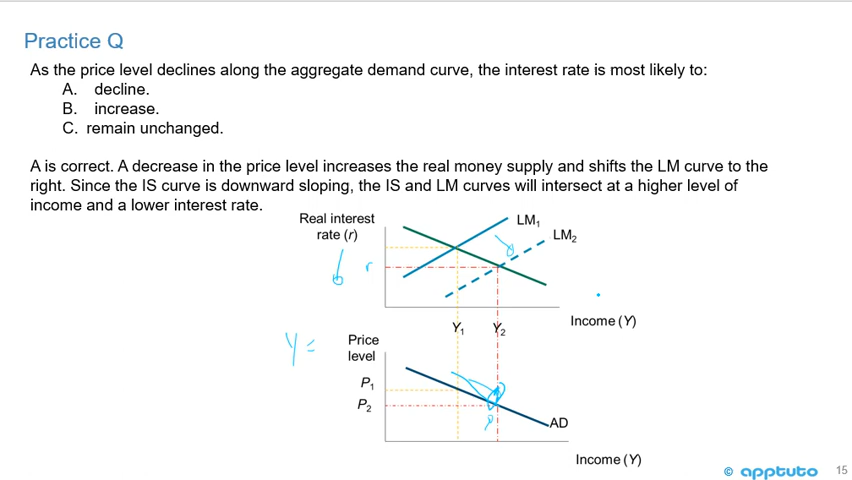 Practice Q
As the price level declines along the aggregate demand curve, the interest rate is most likely to:
A. decline.
B. increase.
C. remain unchanged.
A is correct. A decrease in the price level increases the real money supply and shifts the LM curve to the
right. Since the IS curve is downward sloping, the IS and LM curves will intersect at a higher level of
income and a lower interest rate.
Real interest
rate (r)
LM₁
LM₂
r
Income (Y)
Y₁
Y₂
Y =
Price
level
P₁
P₂
AD
Income (Y)
© apptuto
15